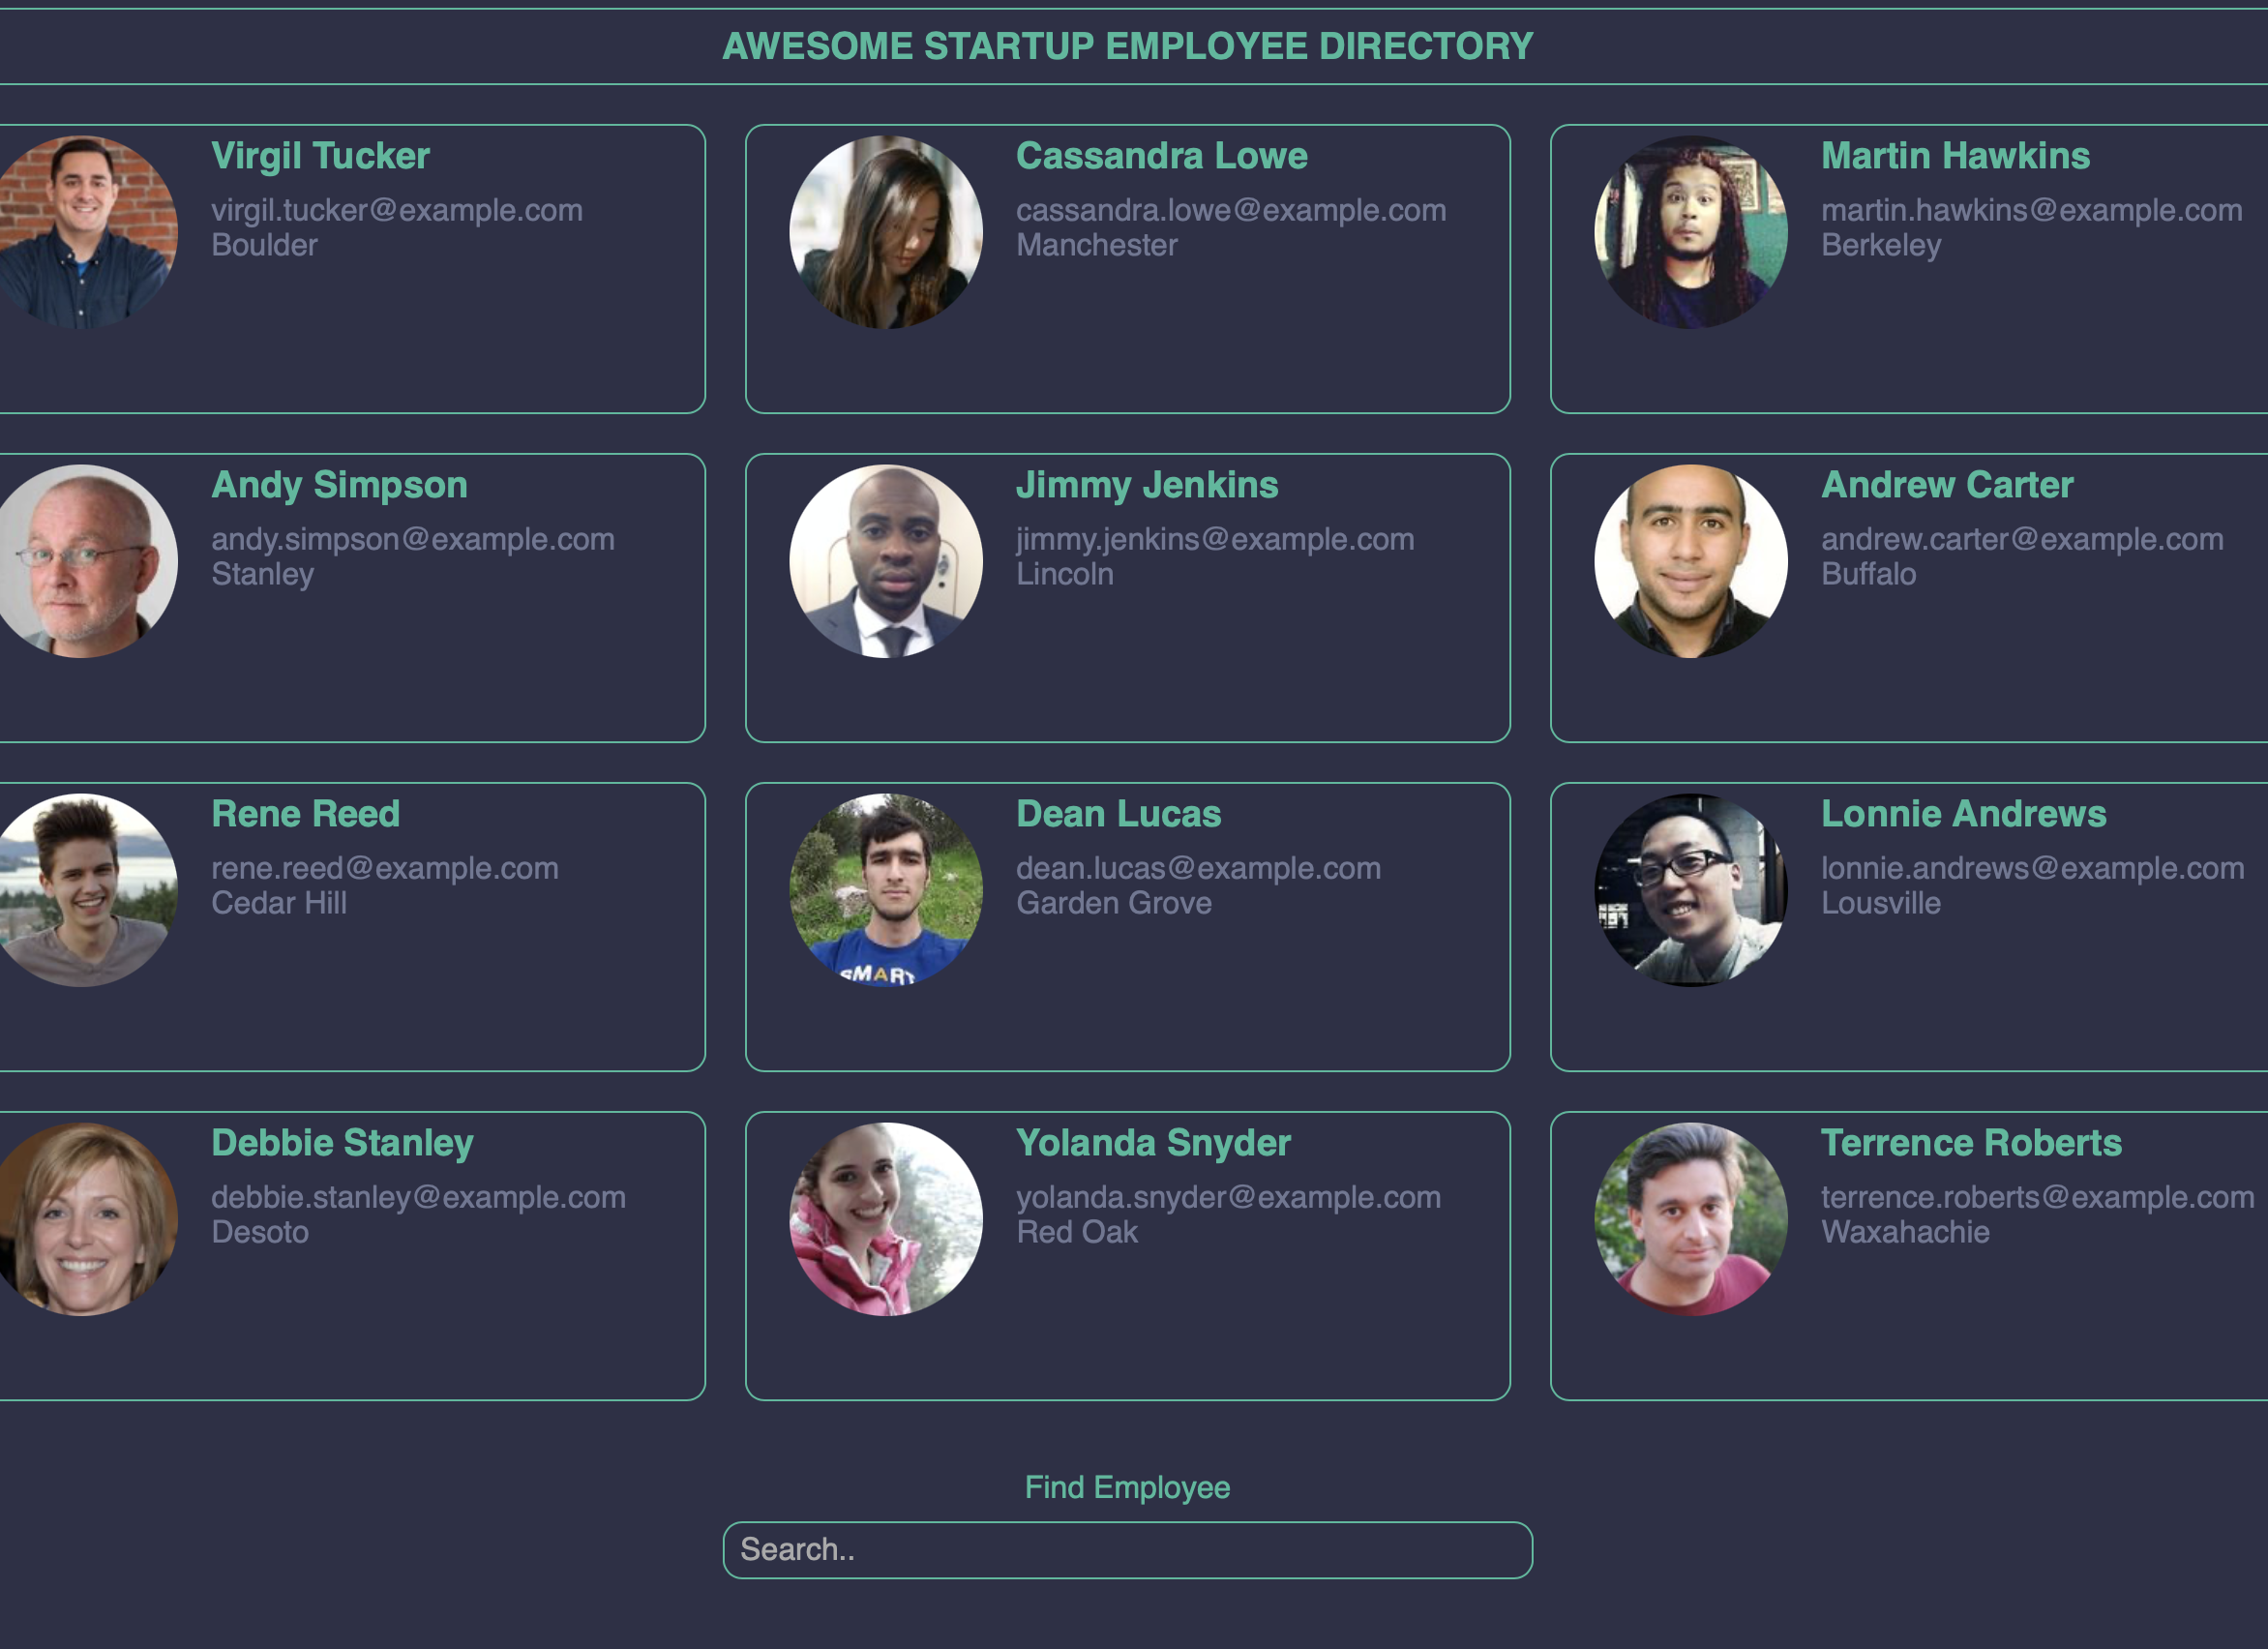 AWESOME STARTUP EMPLOYEE DIRECTORY
Virgil Tucker
virgil.tucker@example.com
Boulder
Cassandra Lowe
cassandra.lowe@example.com
Manchester
Martin Hawkins
martin.hawkins@example.com
Berkeley
Andy Simpson
andy.simpson@example.com
Stanley
Jimmy Jenkins
jimmy.jenkins@example.com
Lincoln
Andrew Carter
andrew.carter@example.com
Buffalo
Rene Reed
rene.reed@example.com
Cedar Hill
SMART
Dean Lucas
dean.lucas@example.com
Garden Grove
Lonnie Andrews
lonnie.andrews@example.com
Lousville
Debbie Stanley
debbie.stanley@example.com
Desoto
Yolanda Snyder
yolanda.snyder@example.com
Red Oak
Terrence Roberts
terrence.roberts@example.com
Waxahachie
Find Employee
Search..